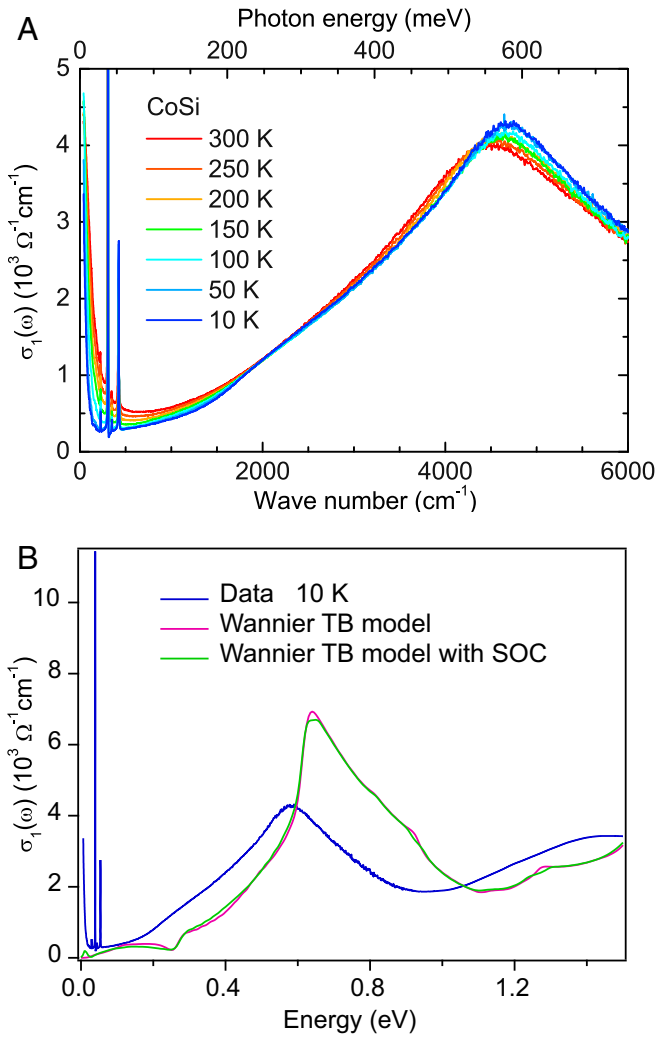 A
Photon energy (meV)
0 200 400 600
5
4
3
2
1
0
σ₁(ω) (10³ Ω⁻¹cm⁻¹)
CoSi
300 K
250 K
200 K
150 K
100 K
50 K
10 K
0 2000 4000 6000
Wave number (cm⁻¹)
B
10
8
6
4
2
0
σ₁(ω) (10³ Ω⁻¹cm⁻¹)
Data 10 K
Wannier TB model
Wannier TB model with SOC
0.0 0.4 0.8 1.2
Energy (eV)